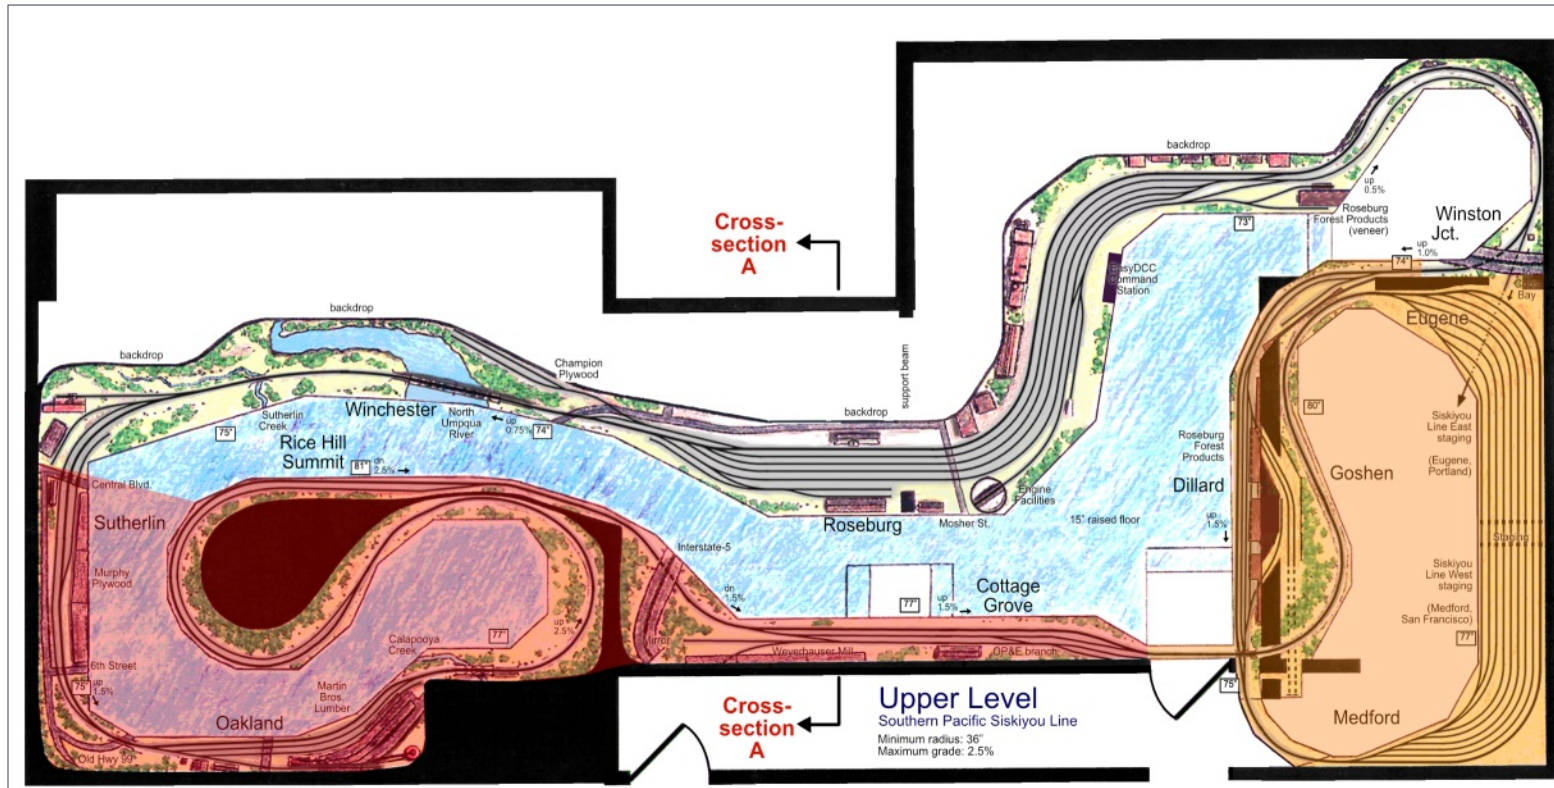 Cross-
section
A
backdrop
up
0.5%
Roseburg
Forest Products
(veneer)
Winston
Jct.
73"
up
1.0%
74"
EasyDCC
Command
Station
Bay
Eugene
backdrop
backdrop
Champion
Plywood
support beam
backdrop
Sutherlin
Creek
Winchester
North
Umpqua
River
up
0.75%
74"
75"
Rice Hill
Summit
81"
dn
2.5%
80"
Siskiyou
Line East
staging
(Eugene,
Portland)
Roseburg
Forest
Products
Goshen
Central Blvd.
Sutherlin
Dillard
Engine
Facilities
Roseburg
Mosher St.
15" raised floor
up
1.5%
Staging
Interstate-5
Murphy
Plywood
Siskiyou
Line West
staging
(Medford,
San Francisco)
77"
dn
1.5%
Cottage
Grove
77"
up
1.5%
up
2.5%
77"
Calapooya
Creek
Mirror
Weyerhauser Mill
OP&E branch
6th Street
75"
up
1.5%
Martin
Bros.
Lumber
Oakland
Old Hwy 99
75"
Medford
Cross-
section
A
Upper Level
Southern Pacific Siskiyou Line
Minimum radius: 36"
Maximum grade: 2.5%